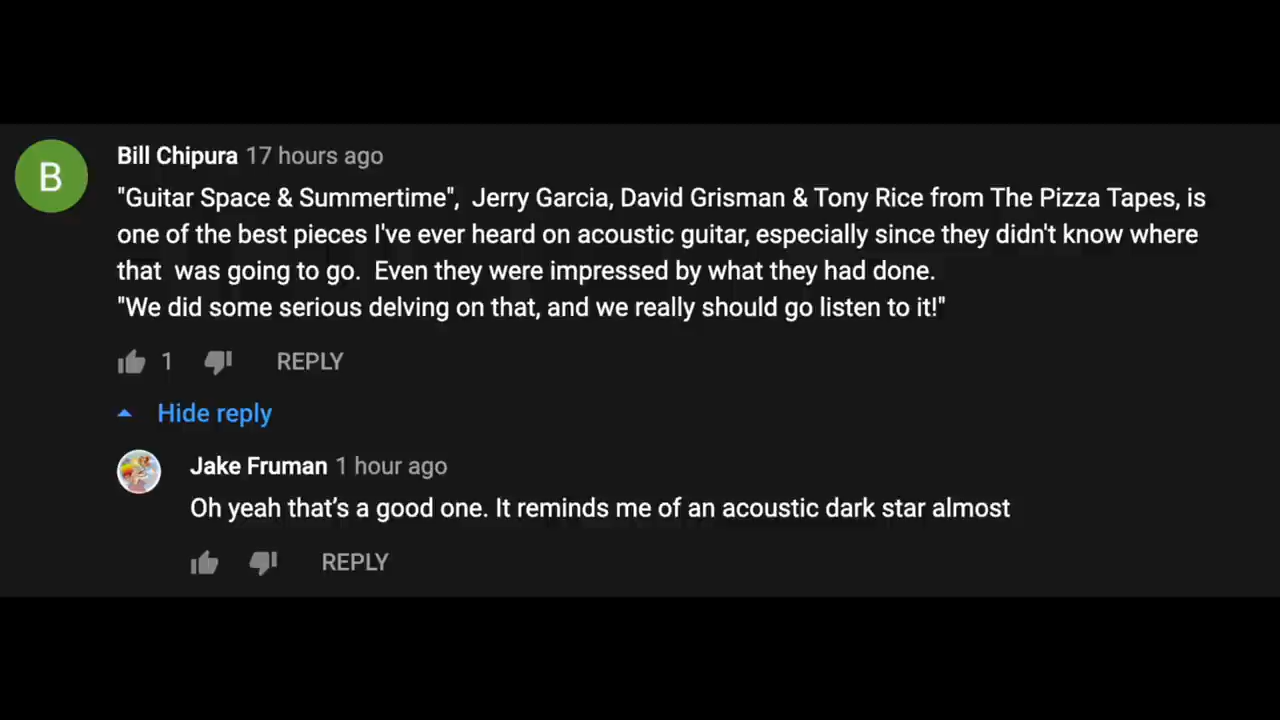 B
Bill Chipura 17 hours ago
"Guitar Space & Summertime",  Jerry Garcia, David Grisman & Tony Rice from The Pizza Tapes, is
one of the best pieces I've ever heard on acoustic guitar, especially since they didn't know where
that  was going to go.  Even they were impressed by what they had done.
"We did some serious delving on that, and we really should go listen to it!"
1 REPLY
Hide reply
Jake Fruman 1 hour ago
Oh yeah that’s a good one. It reminds me of an acoustic dark star almost
REPLY